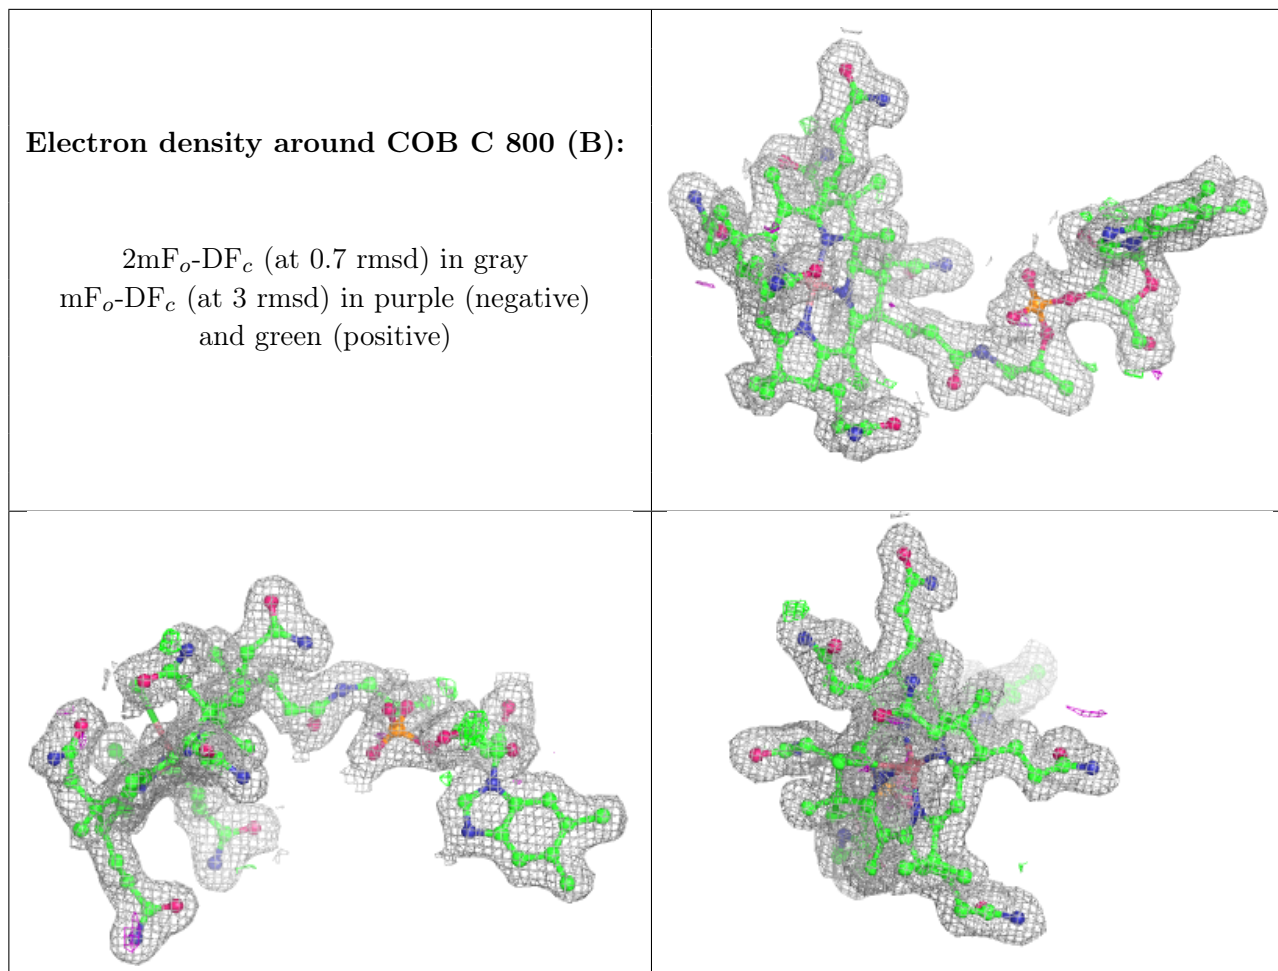 Electron density around COB C 800 (B):
2mFₒ-DF𝒸 (at 0.7 rmsd) in gray
mFₒ-DF𝒸 (at 3 rmsd) in purple (negative)
and green (positive)